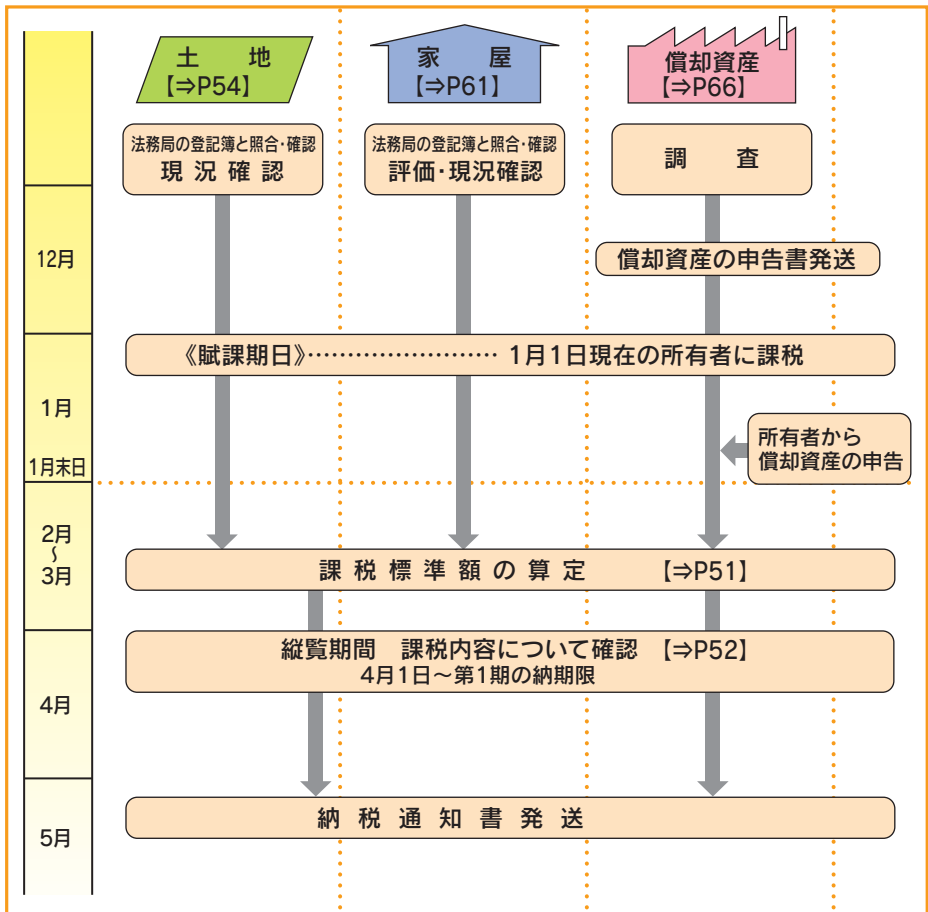 土　地
【⇒P54】
家　屋
【⇒P61】
償却資産
【⇒P66】
法務局の登記簿と照合・確認
現況確認
法務局の登記簿と照合・確認
評価・現況確認
調　査
12月
償却資産の申告書発送
《賦課期日》…………………… 1月1日現在の所有者に課税
1月
所有者から
償却資産の申告
1月末日
2月
〜
3月
課税標準額の算定　【⇒P51】
縦覧期間　課税内容について確認　【⇒P52】
4月1日〜第1期の納期限
4月
納税通知書発送
5月